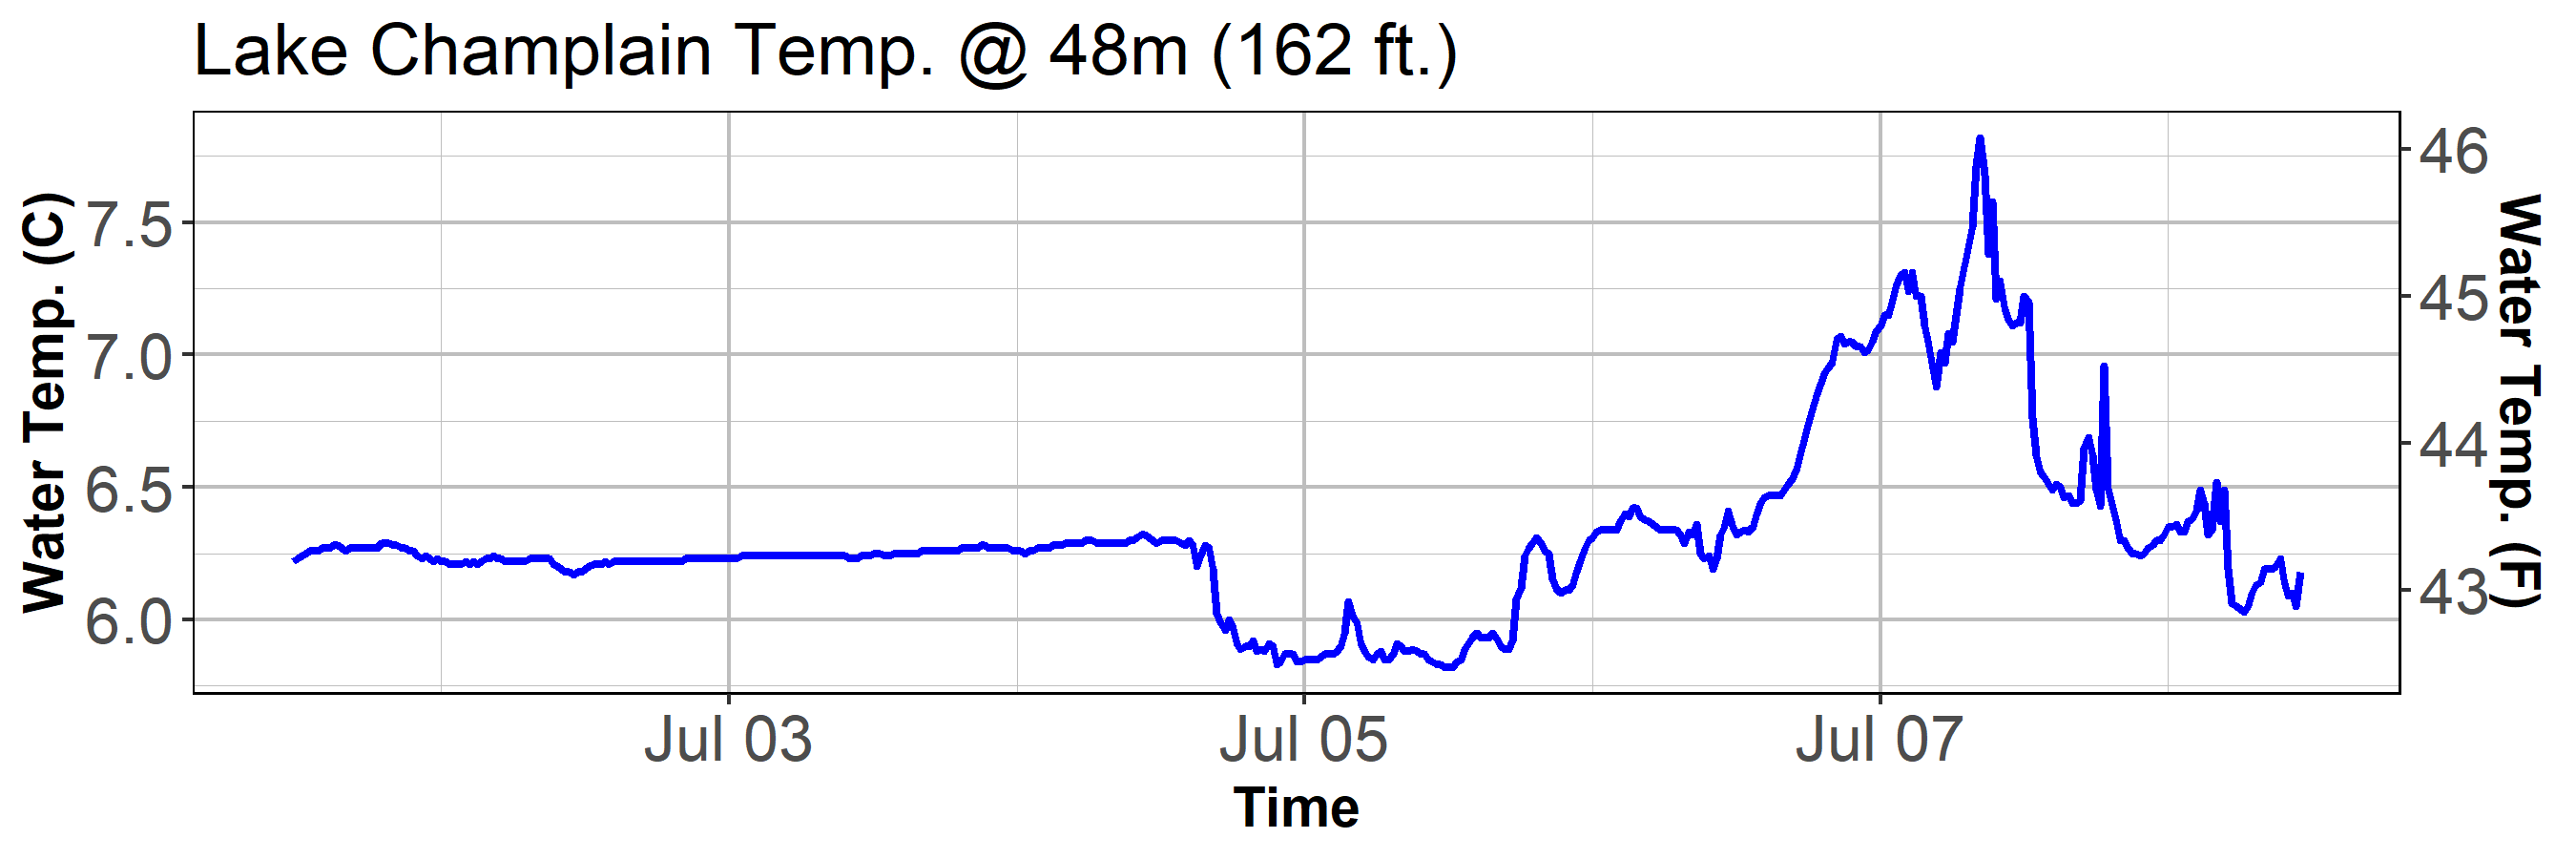 Lake Champlain Temp. @ 48m (162 ft.)
Water Temp. (C)
7.5
7.0
6.5
6.0
46
45
44
43
Water Temp. (F)
Jul 03
Jul 05
Jul 07
Time